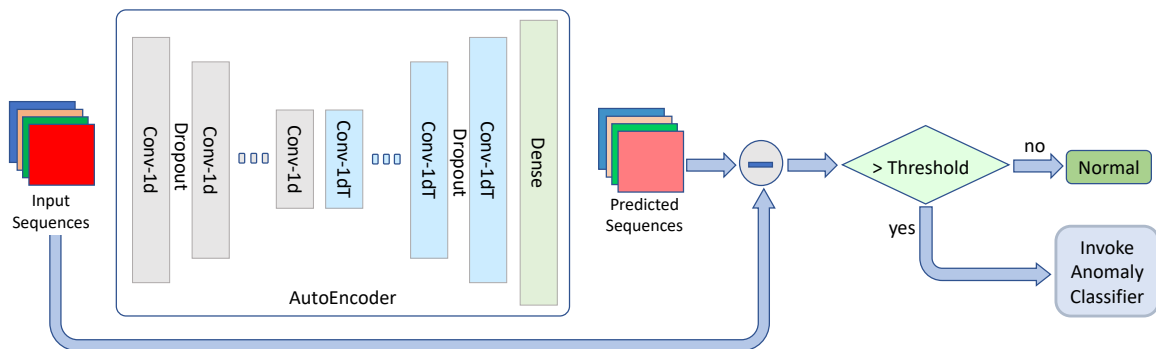 Input
Sequences
Conv-1d
Dropout
Conv-1d
Conv-1d
Conv-1dT
Conv-1dT
Dropout
Conv-1dT
Dense
AutoEncoder
Predicted
Sequences
> Threshold
no
Normal
yes
Invoke
Anomaly
Classifier